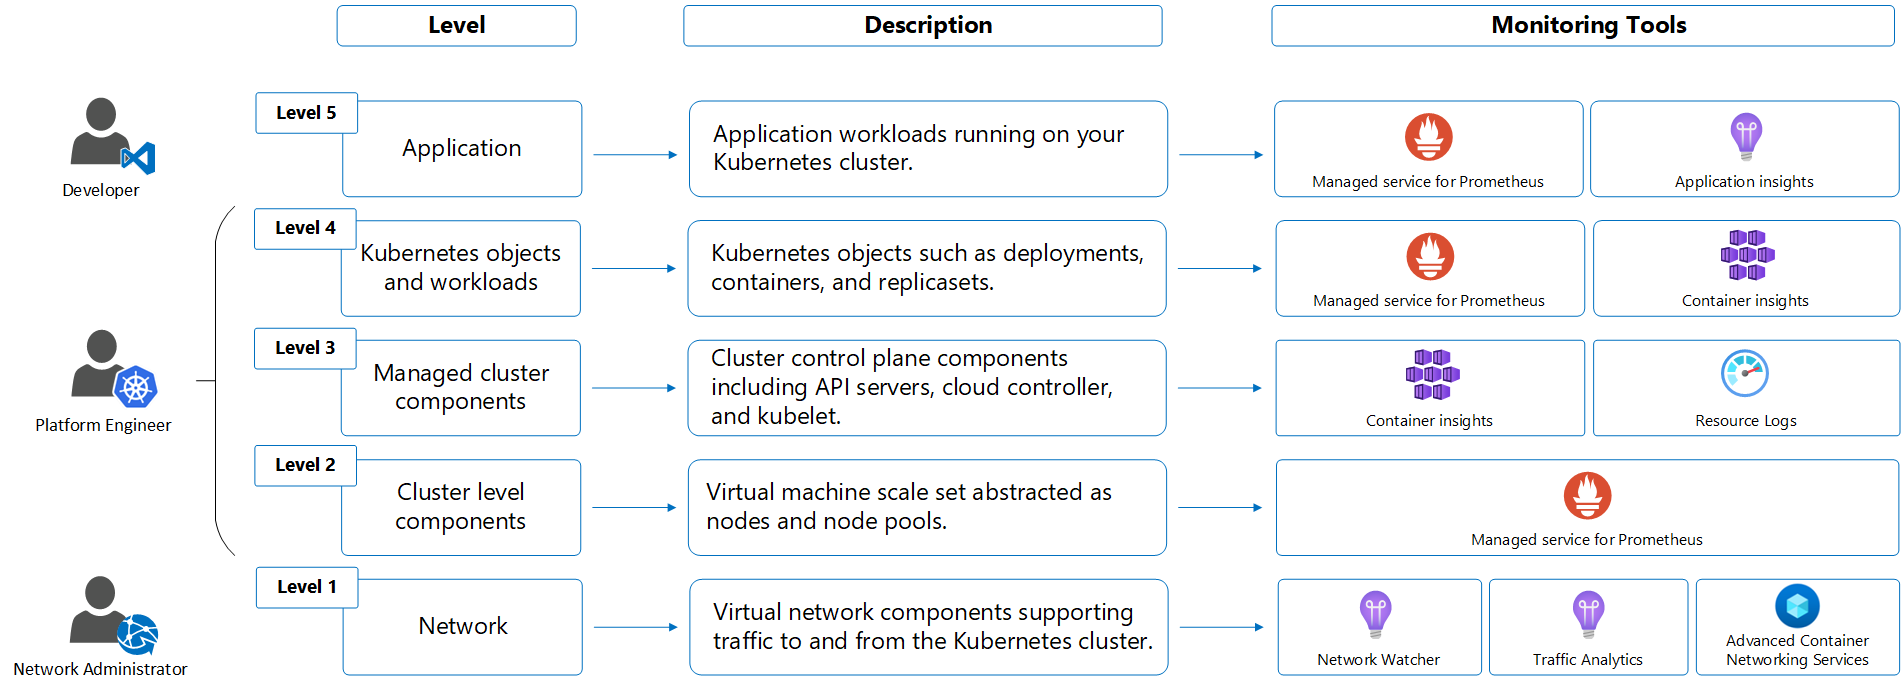 Level
Description
Monitoring Tools
Developer
Level 5
Application
Application workloads running on your
Kubernetes cluster.
Managed service for Prometheus
Application insights
Platform Engineer
Level 4
Kubernetes objects
and workloads
Kubernetes objects such as deployments,
containers, and replicasets.
Managed service for Prometheus
Container insights
Level 3
Managed cluster
components
Cluster control plane components
including API servers, cloud controller,
and kubelet.
Container insights
Resource Logs
Level 2
Cluster level
components
Virtual machine scale set abstracted as
nodes and node pools.
Managed service for Prometheus
Network Administrator
Level 1
Network
Virtual network components supporting
traffic to and from the Kubernetes cluster.
Network Watcher
Traffic Analytics
Advanced Container
Networking Services